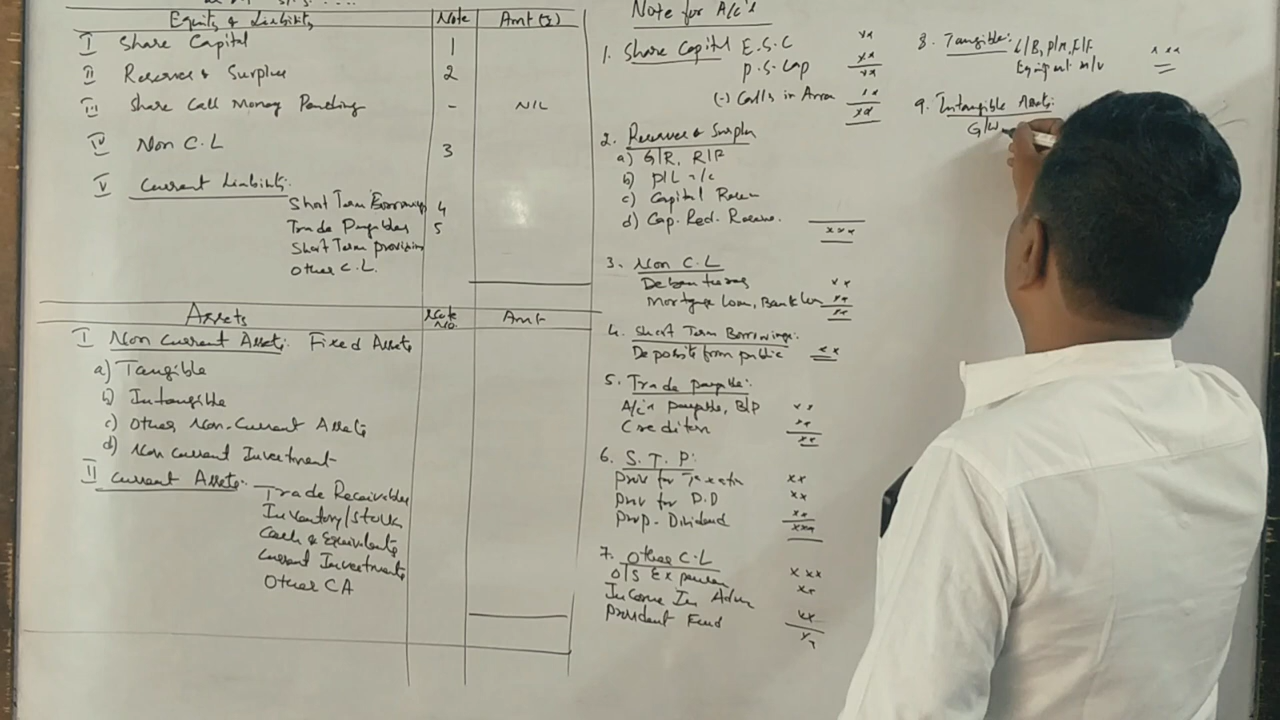 Equity & Liability Note Amt (₹)
I Share Capital 1
II Reserves & Surplus 2
III Share Call Money Pending - NIL
IV Non C.L 3
V Current Liability:
Short Term Borrowings 4
Trade Payables 5
Short Term provision
Other C.L.
Assets Note No. Amt
I Non Current Assets: Fixed Assets
a) Tangible
b) Intangible
c) Other Non-Current Assets
d) Non Current Investment
II Current Assets:
Trade Receivables
Inventory/Stock
Cash & Equivalents
Current Investments
Other CA
Note for A/c's
1. Share Capital E.S.C xx
P.S. Cap xx
xx
(-) Calls in Arrear xx
xx
2. Reserves & Surplus
a) G/R, R/F
b) P/L A/c
c) Capital Reserve
d) Cap. Red. Reserve. xxx
3. Non C.L
Debentures xx
Mortgage Loan, Bank Loan xx
xx
4. Short Term Borrowings:
Deposits from public xx
5. Trade payable:
A/cs payable, B/P xx
Creditors xx
xx
6. S.T.P:
Prov for Taxatn xx
Prov for D.D xx
Prop. Dividend xx
xxx
7. Other C.L
O/S Expenses xxx
Income In Adva xx
Provident Fund xx
xx
8. Tangible: L/B, P/M, F/F xxx
Equipment M/V
9. Intangible Assets:
G/W